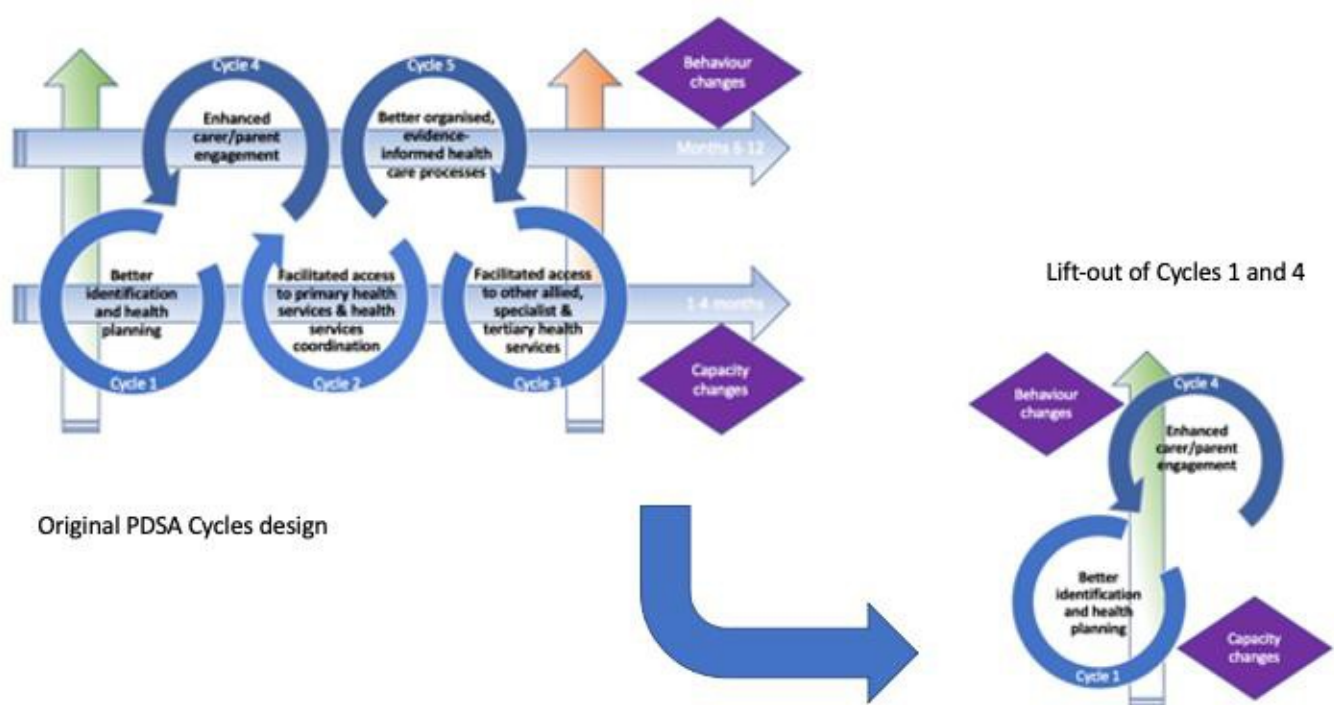 Cycle 4
Enhanced
carer/parent
engagement
Cycle 5
Better organised,
evidence-
informed health
care processes
Behaviour
changes
Months 6-12
Better
identification
and health
planning
Cycle 1
Facilitated access
to primary health
services & health
services
coordination
Cycle 2
Facilitated access
to other allied,
specialist &
tertiary health
services
Cycle 3
1-4 months
Capacity
changes
Original PDSA Cycles design
Lift-out of Cycles 1 and 4
Behaviour
changes
Cycle 4
Enhanced
carer/parent
engagement
Better
identification
and health
planning
Cycle 1
Capacity
changes